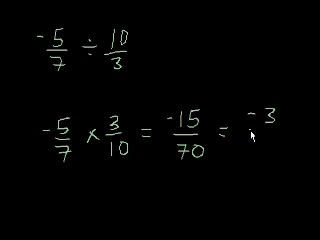 -5/7 ÷ 10/3
-5/7 × 3/10 = -15/70 = -3